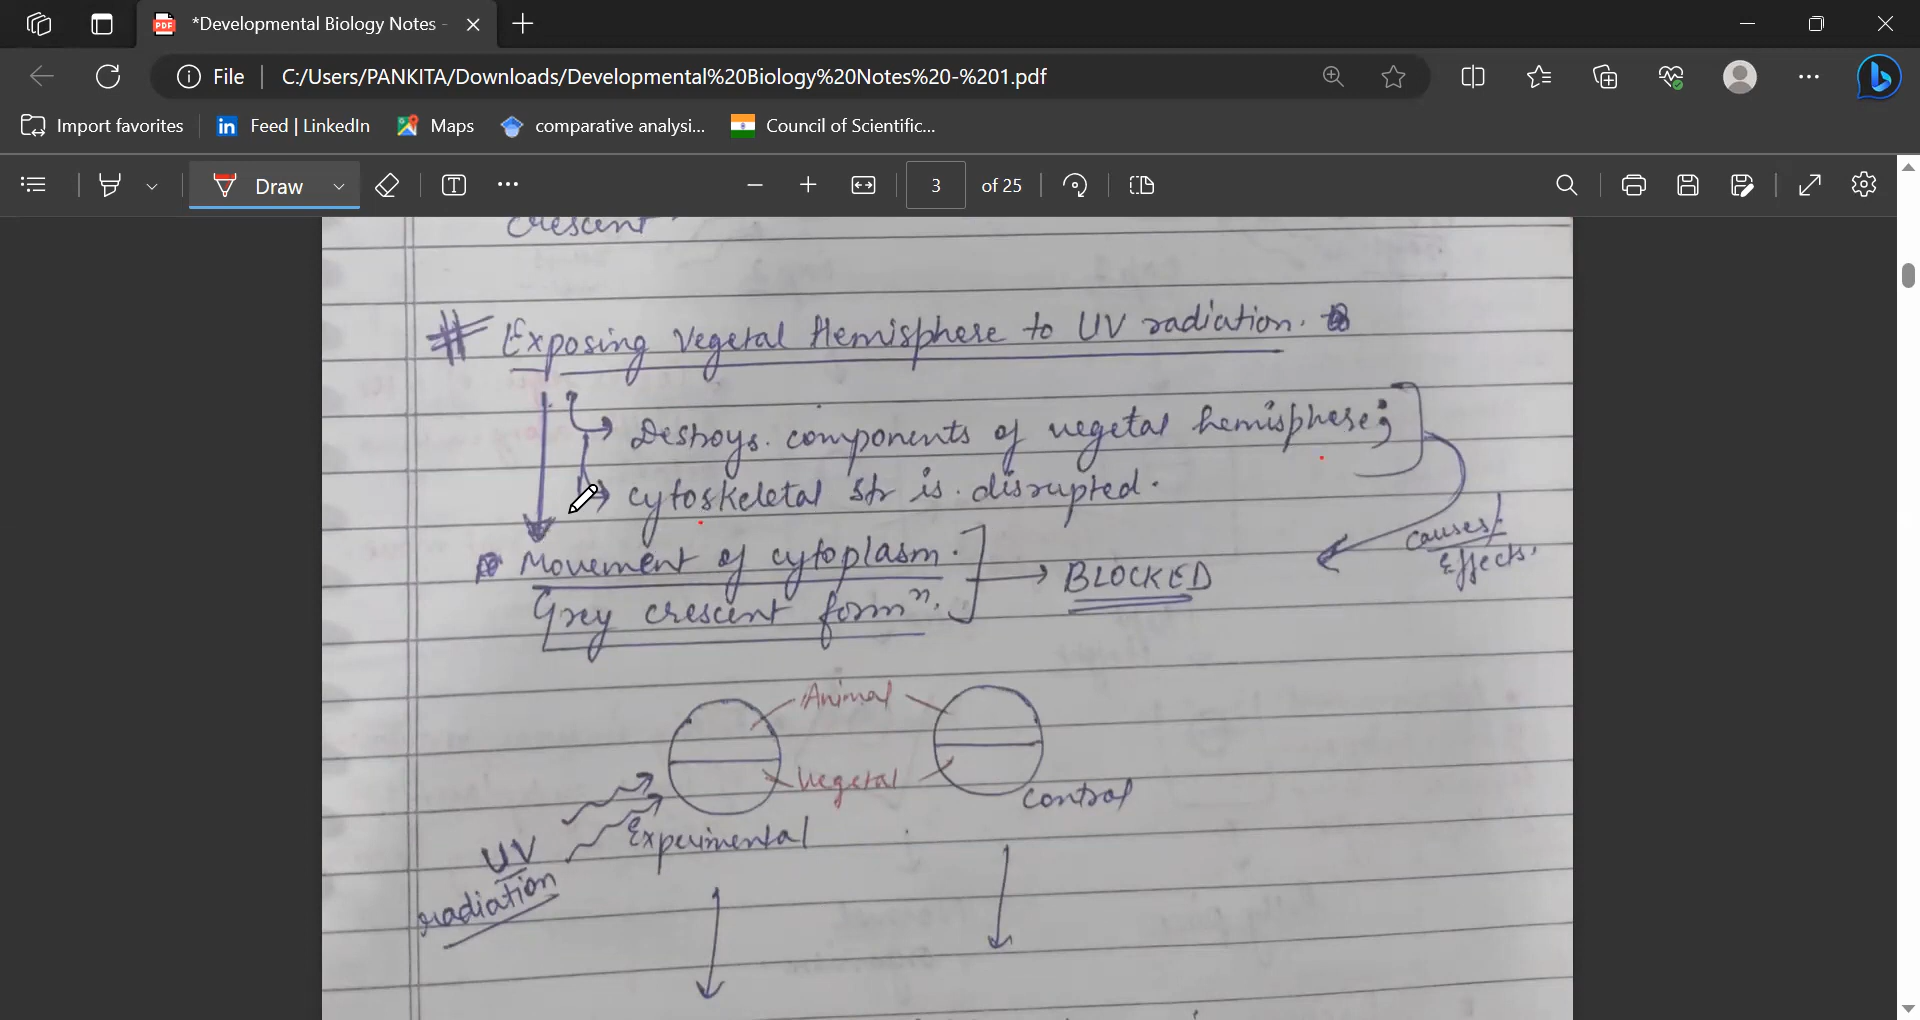 *Developmental Biology Notes -
File C:/Users/PANKITA/Downloads/Developmental%20Biology%20Notes%20-%201.pdf
Import favorites Feed | LinkedIn Maps comparative analysi... Council of Scientific...
Draw 3 of 25
crescent
# Exposing Vegetal Hemisphere to UV radiation.
→ Destroys. components of vegetal hemisphere;
→ cytoskeletal str is. disrupted.
Causes/
Effects.
Movement of cytoplasm.
→ BLOCKED
Grey crescent formⁿ.
Animal
Vegetal
Control
Experimental
UV
radiation